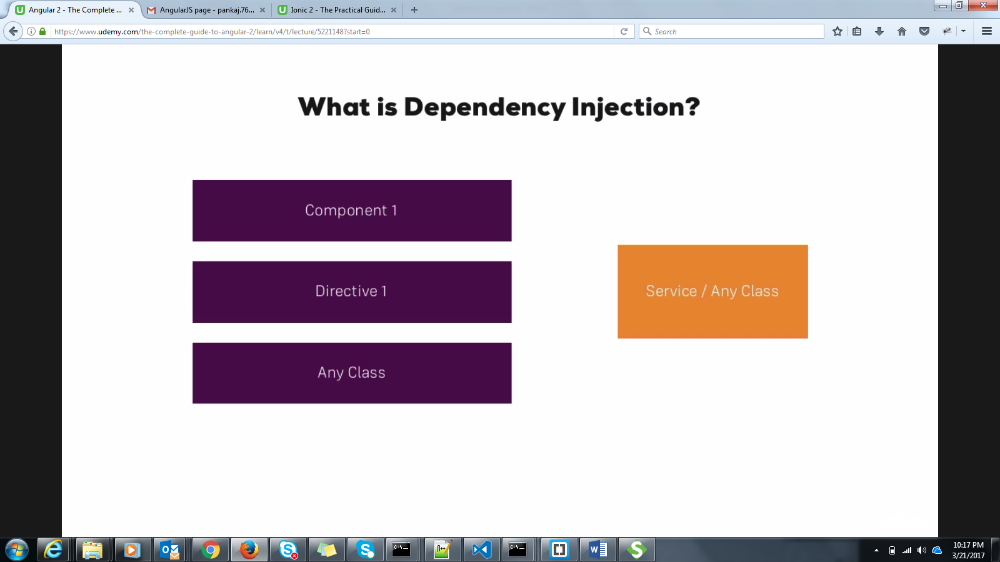 Angular 2 - The Complete ...
AngularJS page - pankaj.76...
Ionic 2 - The Practical Guid...
https://www.udemy.com/the-complete-guide-to-angular-2/learn/v4/t/lecture/5221148?start=0
Search
What is Dependency Injection?
Component 1
Directive 1
Service / Any Class
Any Class
10:17 PM
3/21/2017